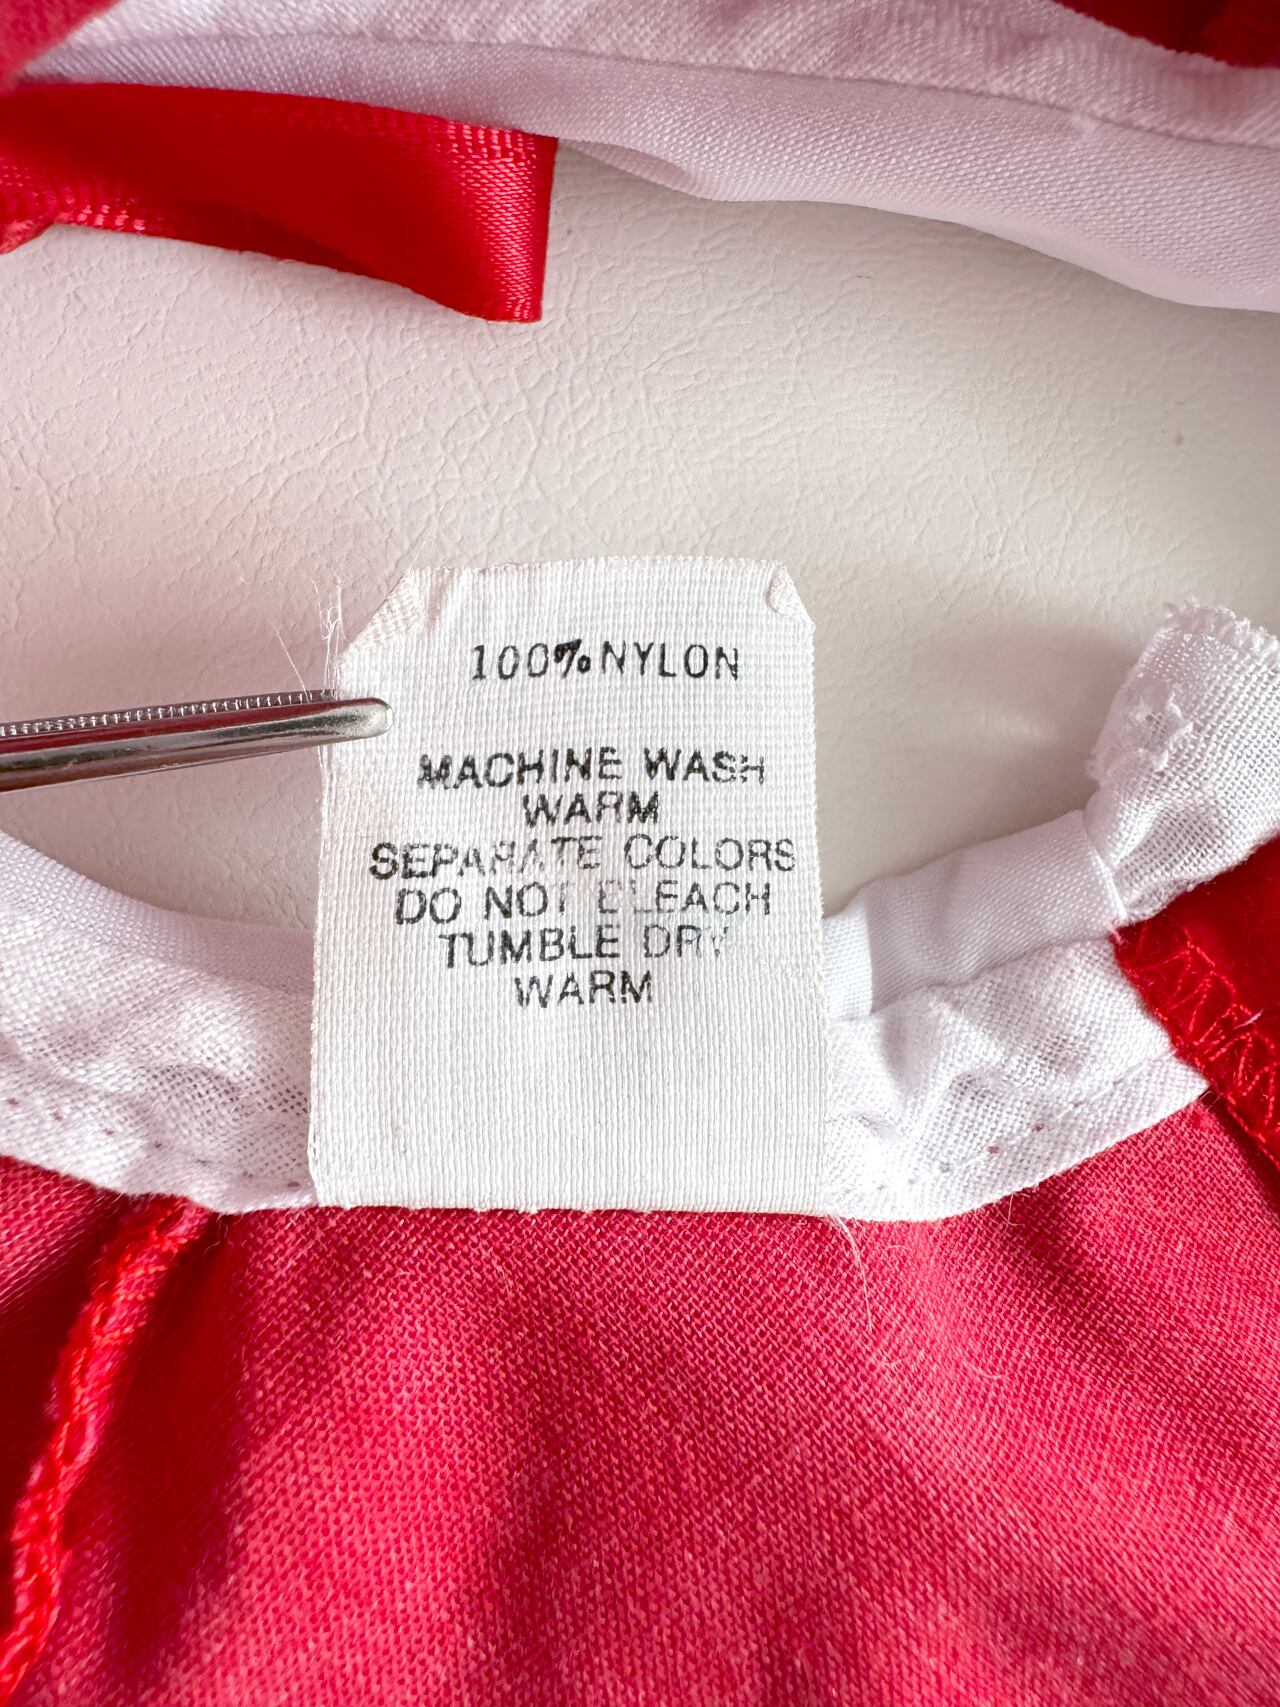 100% NYLON
MACHINE WASH
WARM
SEPARATE COLORS
DO NOT BLEACH
TUMBLE DRY
WARM